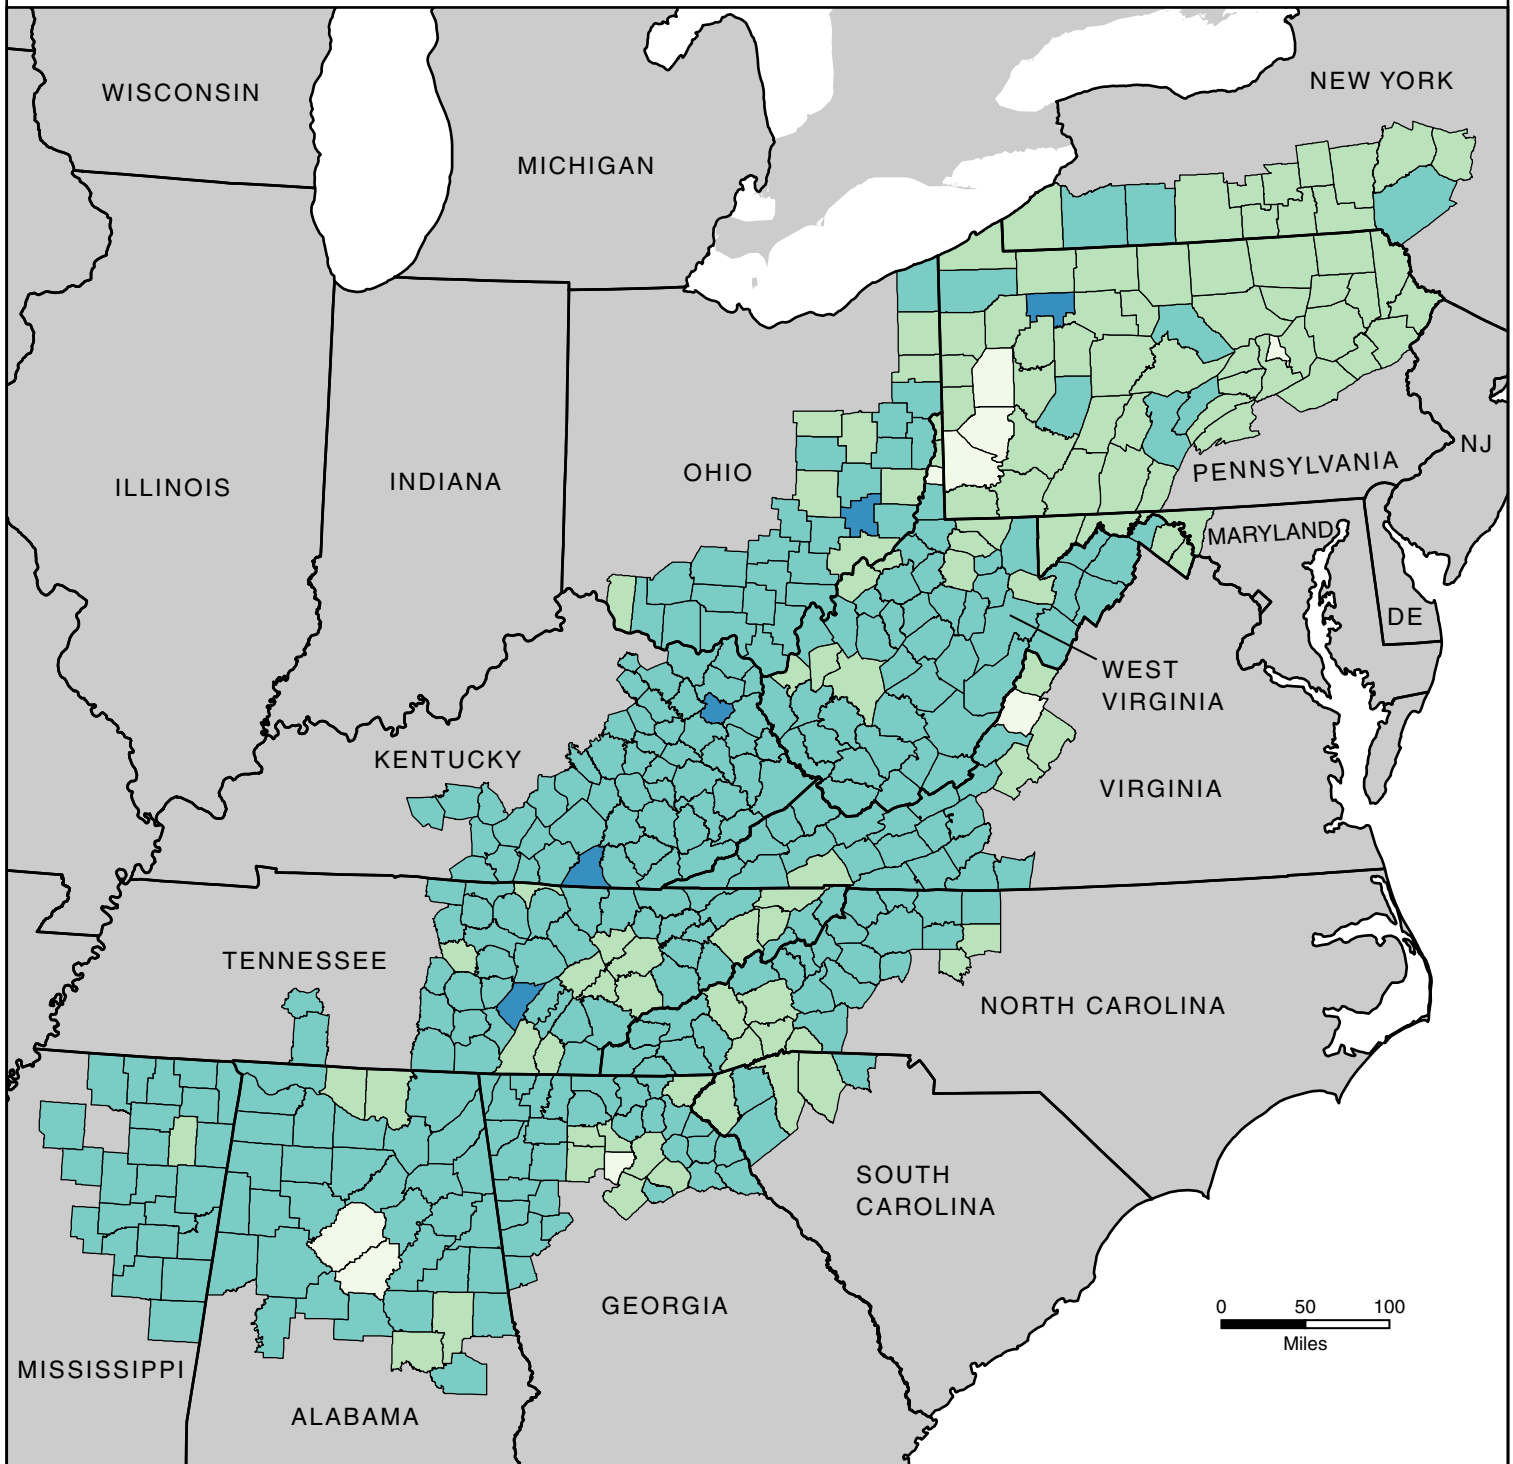 WISCONSIN
NEW YORK
MICHIGAN
ILLINOIS
INDIANA
OHIO
PENNSYLVANIA
NJ
MARYLAND
DE
WEST
VIRGINIA
KENTUCKY
VIRGINIA
TENNESSEE
NORTH CAROLINA
SOUTH
CAROLINA
GEORGIA
MISSISSIPPI
ALABAMA
0 50 100
Miles